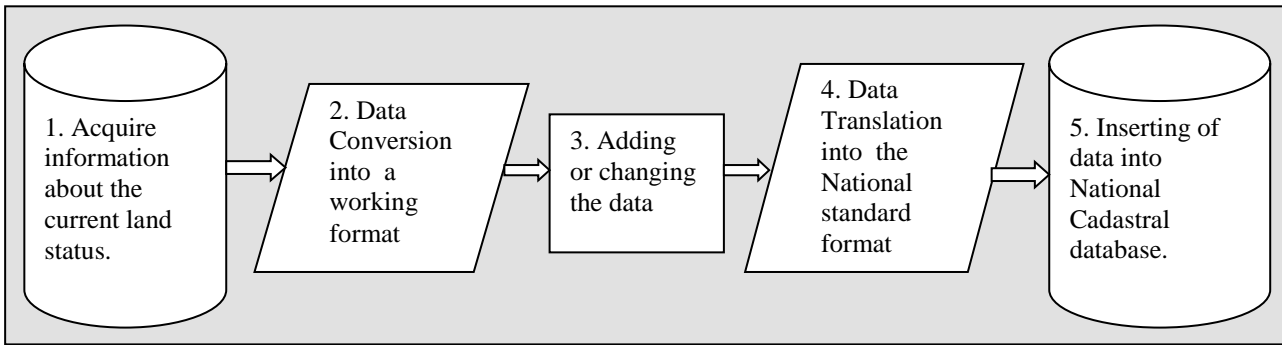 1. Acquire
information
about the
current land
status.
2. Data
Conversion
into a
working
format
3. Adding
or changing
the data
4. Data
Translation
into the
National
standard
format
5. Inserting of
data into
National
Cadastral
database.